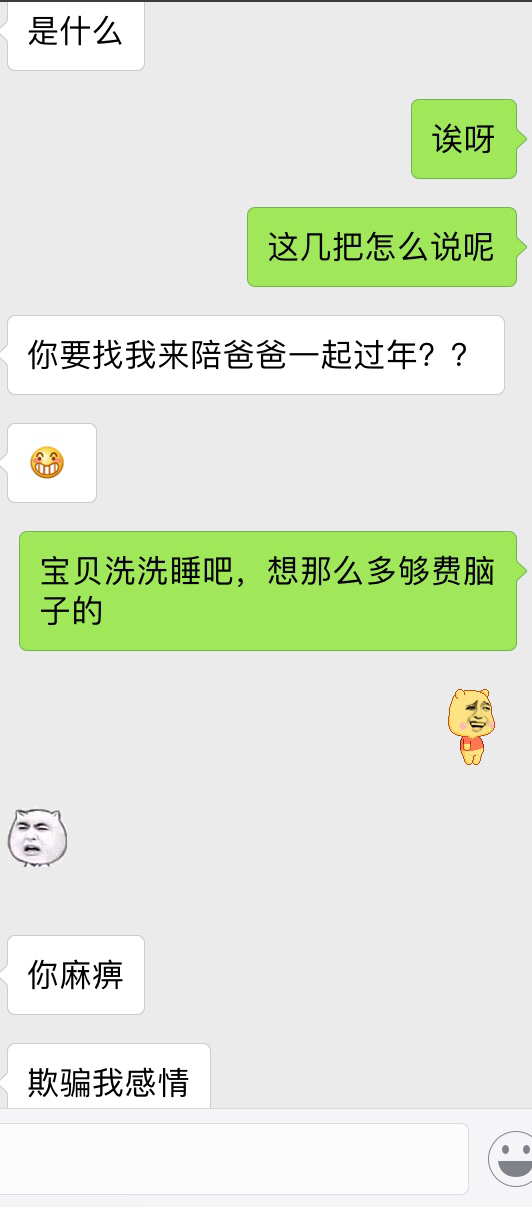 是什么
诶呀
这几把怎么说呢
你要找我来陪爸爸一起过年？？
宝贝洗洗睡吧，想那么多够费脑
子的
你麻痹
欺骗我感情